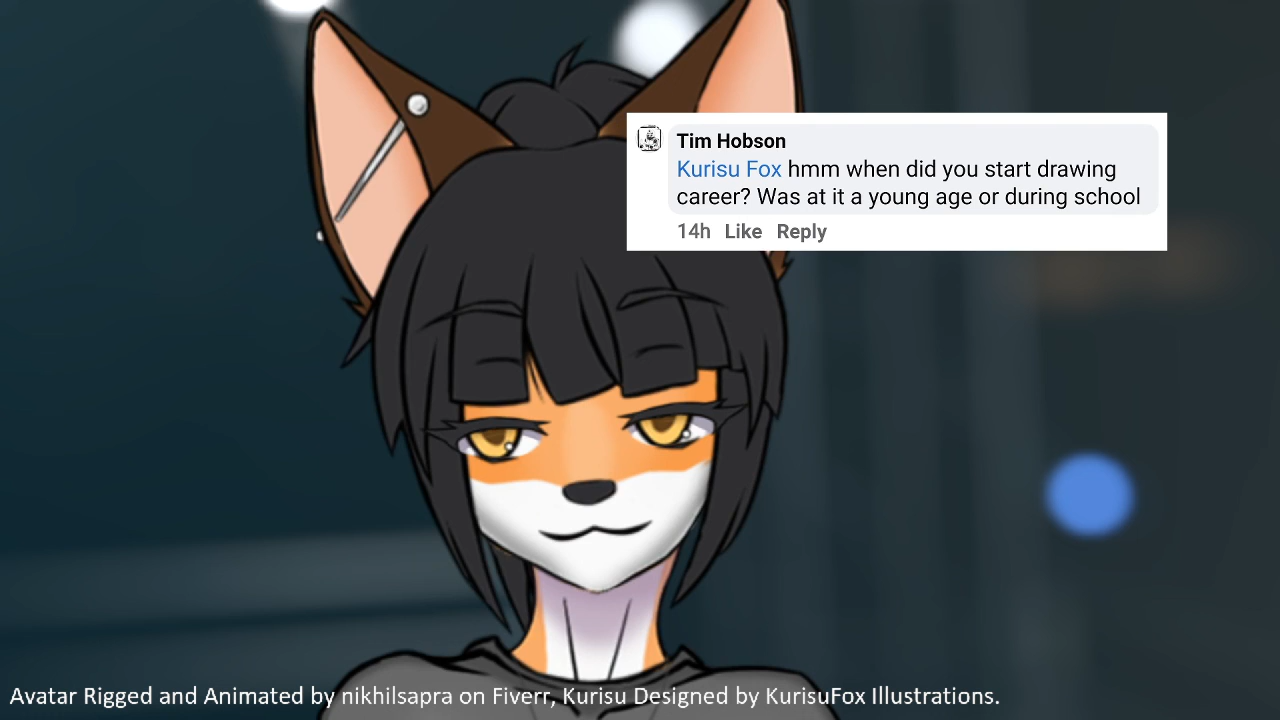 Tim Hobson
Kurisu Fox hmm when did you start drawing
career? Was at it a young age or during school
14h Like Reply
Avatar Rigged and Animated by nikhilsapra on Fiverr, Kurisu Designed by KurisuFox Illustrations.